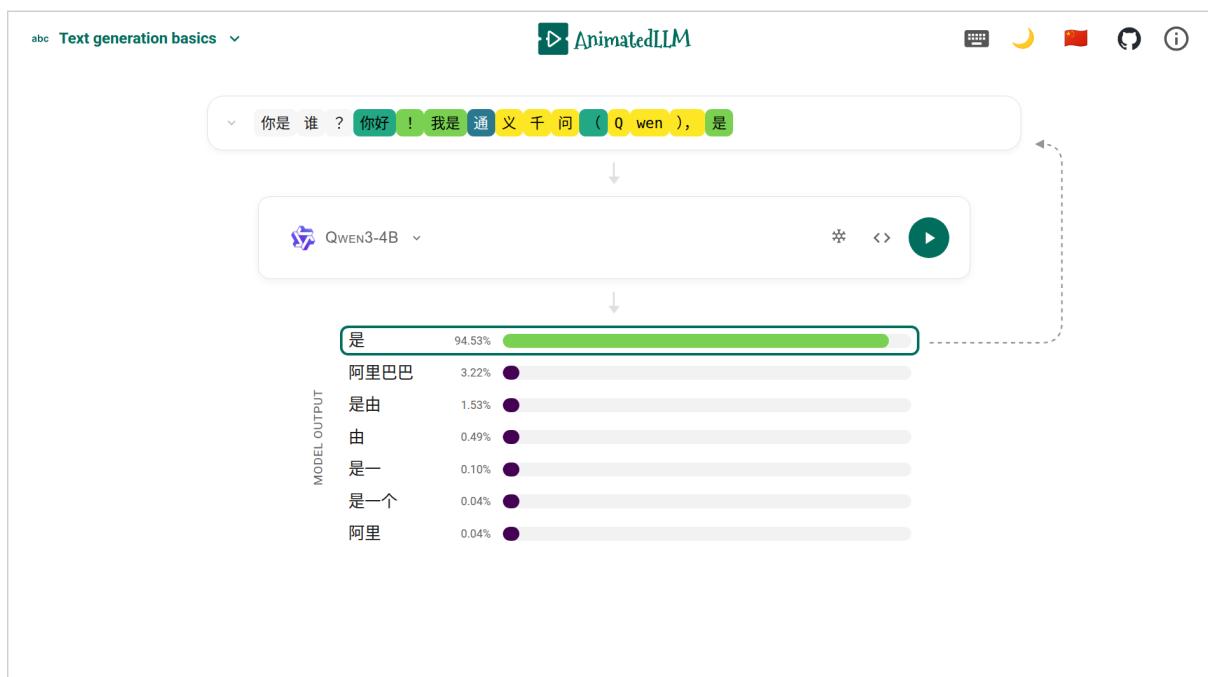 abc Text generation basics
AnimatedLLM
你是 谁 ? 你好 ! 我是 通 义 千 问 ( Q wen ), 是
QWEN3-4B
MODEL OUTPUT
是 94.53%
阿里巴巴 3.22%
是由 1.53%
由 0.49%
是一 0.10%
是一个 0.04%
阿里 0.04%